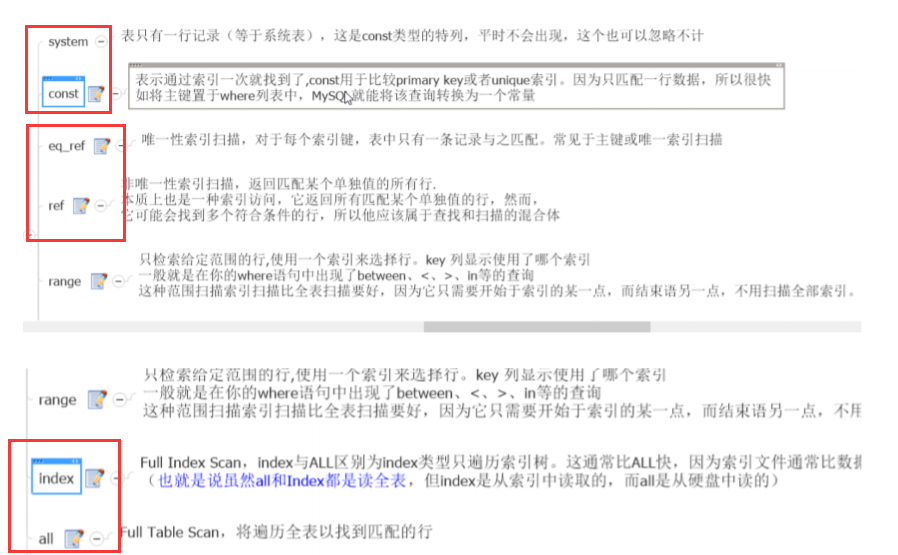 system 表只有一行记录（等于系统表），这是const类型的特列，平时不会出现，这个也可以忽略不计
const 表示通过索引一次就找到了,const用于比较primary key或者unique索引。因为只匹配一行数据，所以很快
如将主键置于where列表中，MySQL就能将该查询转换为一个常量
eq_ref 唯一性索引扫描，对于每个索引键，表中只有一条记录与之匹配。常见于主键或唯一索引扫描
非唯一性索引扫描，返回匹配某个单独值的所有行.
ref 本质上也是一种索引访问，它返回所有匹配某个单独值的行，然而，
它可能会找到多个符合条件的行，所以他应该属于查找和扫描的混合体
只检索给定范围的行,使用一个索引来选择行。key 列显示使用了哪个索引
range 一般就是在你的where语句中出现了between、<、>、in等的查询
这种范围扫描索引扫描比全表扫描要好，因为它只需要开始于索引的某一点，而结束语另一点，不用扫描全部索引。
只检索给定范围的行,使用一个索引来选择行。key 列显示使用了哪个索引
range 一般就是在你的where语句中出现了between、<、>、in等的查询
这种范围扫描索引扫描比全表扫描要好，因为它只需要开始于索引的某一点，而结束语另一点，不用
Full Index Scan，index与ALL区别为index类型只遍历索引树。这通常比ALL快，因为索引文件通常比数据
index （也就是说虽然all和Index都是读全表，但index是从索引中读取的，而all是从硬盘中读的）
all Full Table Scan，将遍历全表以找到匹配的行